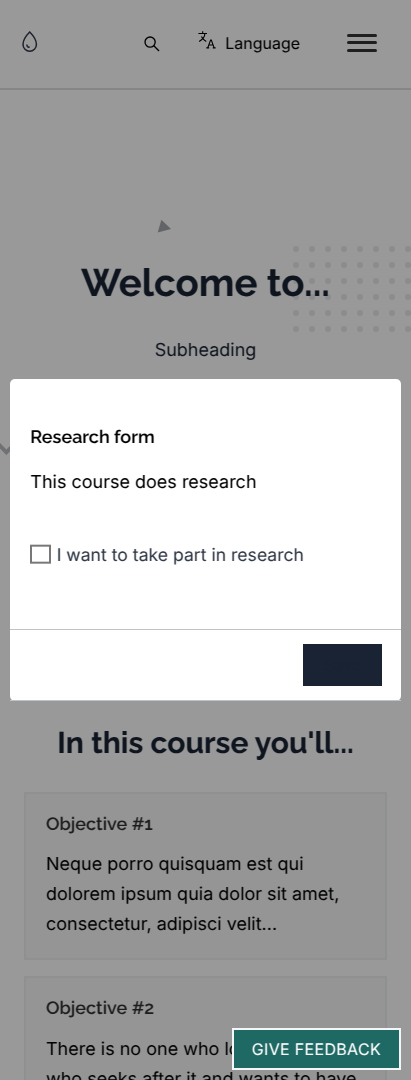 Language
Welcome to...
Subheading
Research form
This course does research
I want to take part in research
In this course you'll...
Objective #1
Neque porro quisquam est qui
dolorem ipsum quia dolor sit amet,
consectetur, adipisci velit...
Objective #2
There is no one who
who seeks after it and wants to have
GIVE FEEDBACK